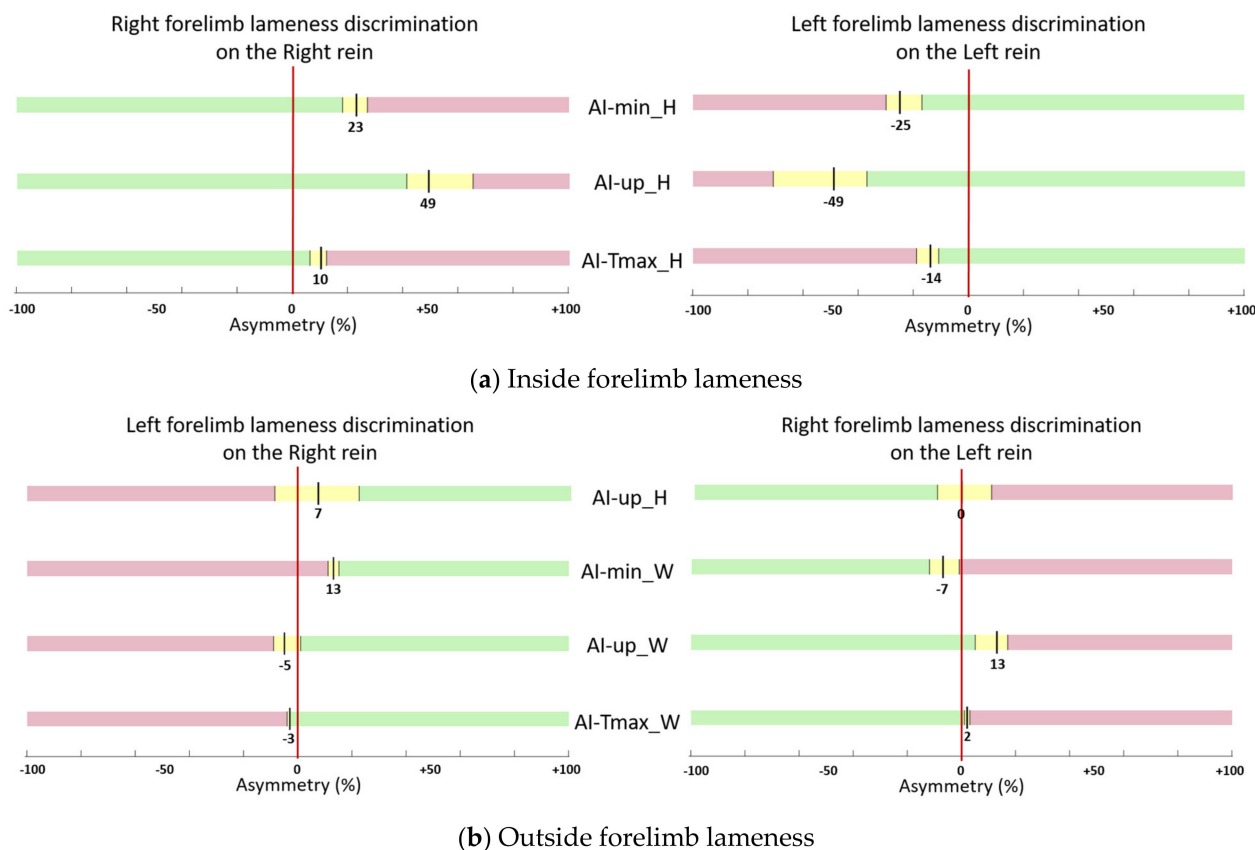 Right forelimb lameness discrimination
on the Right rein
Left forelimb lameness discrimination
on the Left rein
AI-min_H
23
-25
AI-up_H
49
-49
AI-Tmax_H
10
-14
-100 -50 0 +50 +100
Asymmetry (%)
-100 -50 0 +50 +100
Asymmetry (%)
(a) Inside forelimb lameness
Left forelimb lameness discrimination
on the Right rein
Right forelimb lameness discrimination
on the Left rein
AI-up_H
7
0
AI-min_W
13
-7
AI-up_W
-5
13
AI-Tmax_W
-3
2
-100 -50 0 +50 +100
Asymmetry (%)
-100 -50 0 +50 +100
Asymmetry (%)
(b) Outside forelimb lameness